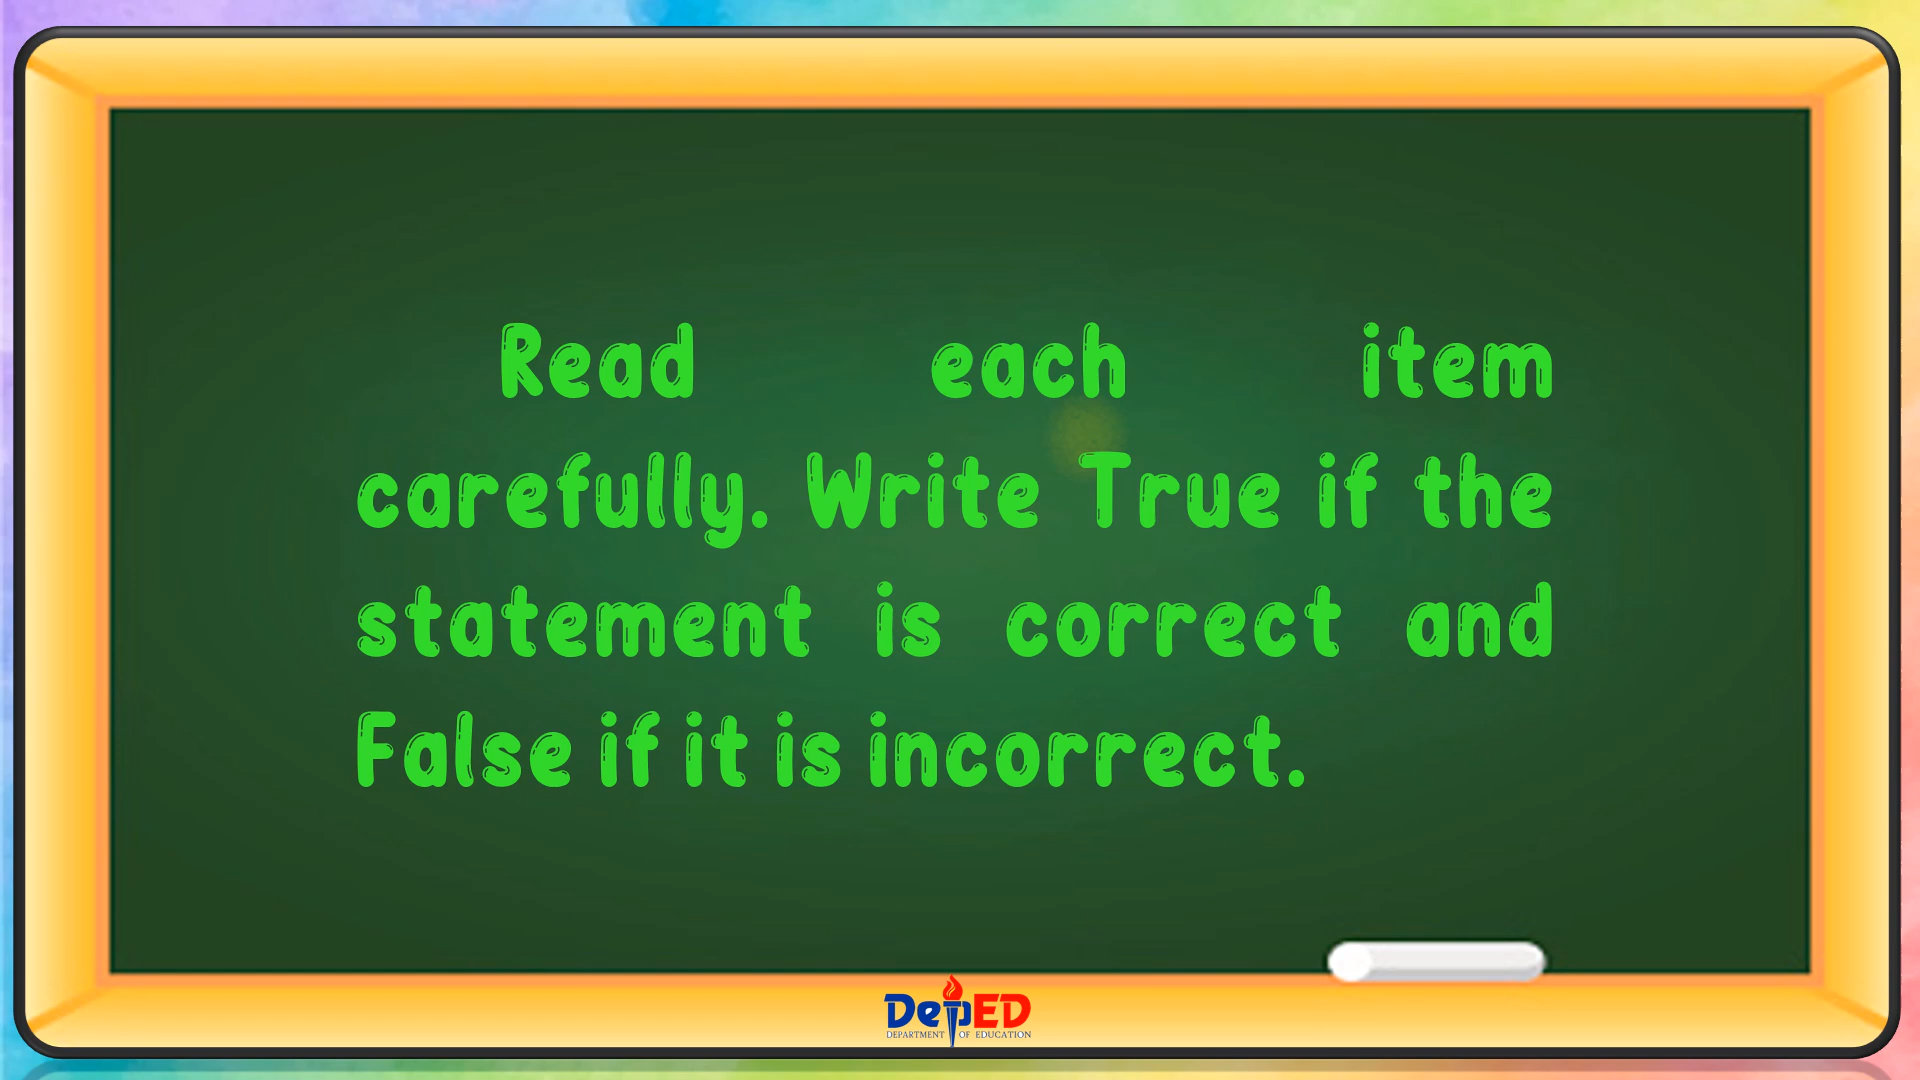 Read each item
carefully. Write True if the
statement is correct and
False if it is incorrect.
DepED
DEPARTMENT OF EDUCATION